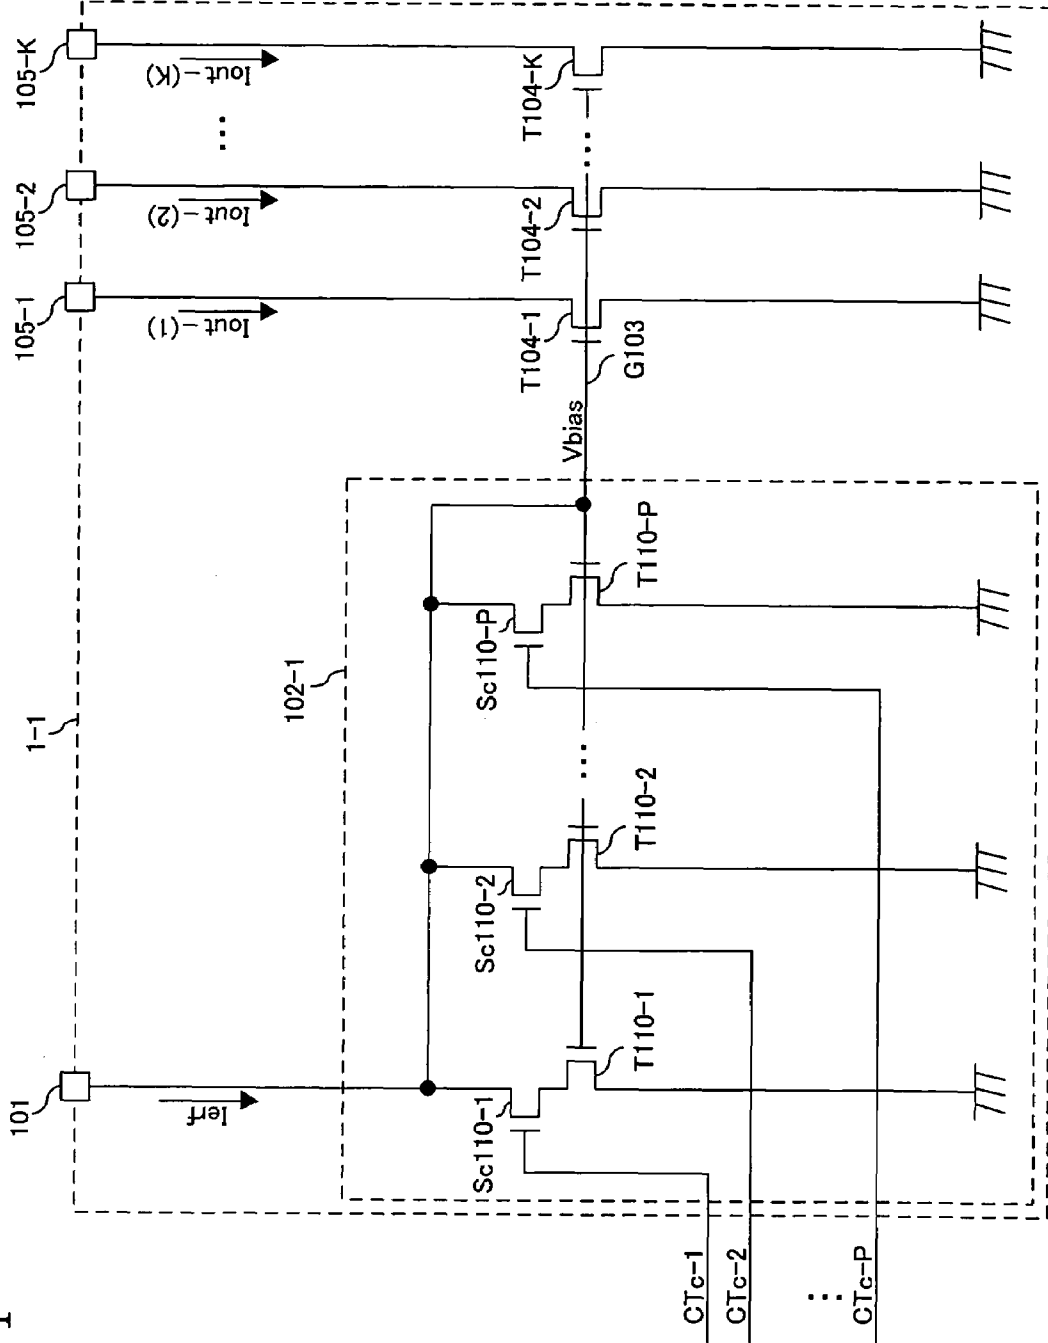 101
105-1
105-2
105-K
1-1
Ierf
Iout-(1)
Iout-(2)
...
Iout-(K)
102-1
Sc110-1
Sc110-2
Sc110-P
T104-1
T104-2
T104-K
Vbias
...
...
G103
T110-1
T110-2
T110-P
CTc-1
CTc-2
...
CTc-P